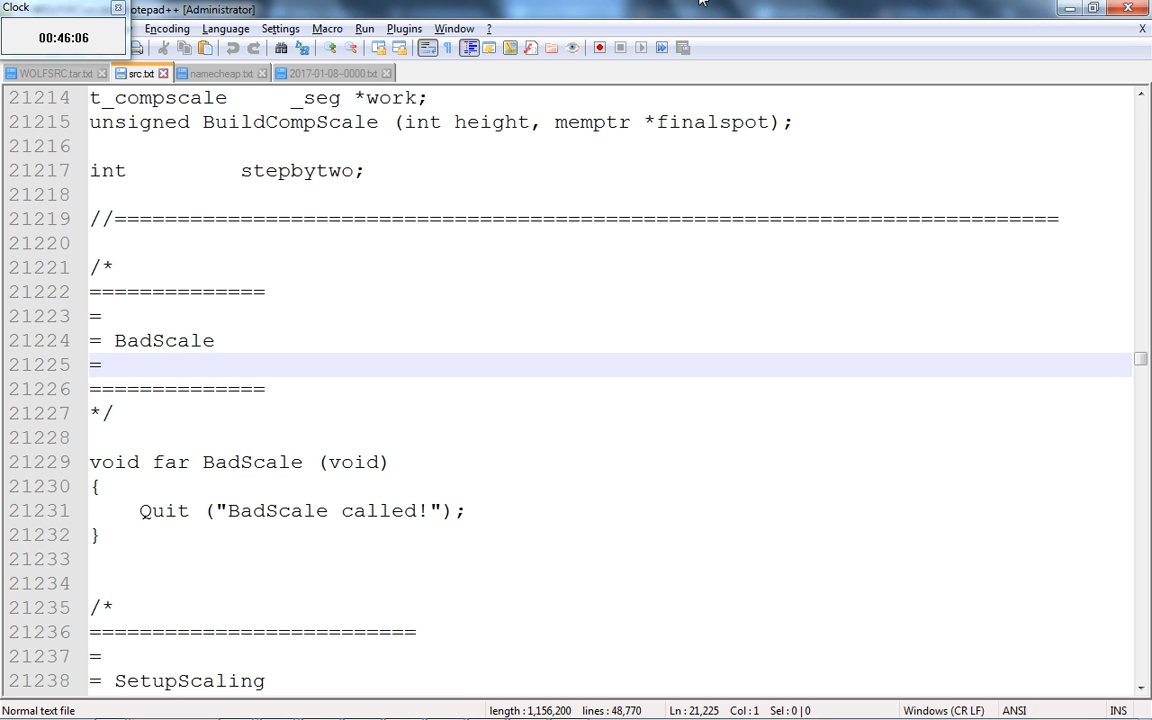 Clock
otepad++ [Administrator]
00:46:06
Encoding Language Settings Macro Run Plugins Window ? X
WOLFSRC.tar.txt src.txt namecheap.txt 2017-01-08--0000.txt
21214 t_compscale _seg *work;
21215 unsigned BuildCompScale (int height, memptr *finalspot);
21216
21217 int stepbytwo;
21218
21219 //===========================================================================
21220
21221 /*
21222 ==============
21223 =
21224 = BadScale
21225 =
21226 ==============
21227 */
21228
21229 void far BadScale (void)
21230 {
21231 Quit ("BadScale called!");
21232 }
21233
21234
21235 /*
21236 ==========================
21237 =
21238 = SetupScaling
Normal text file length : 1,156,200 lines : 48,770 Ln : 21,225 Col : 1 Sel : 0 | 0 Windows (CR LF) ANSI INS